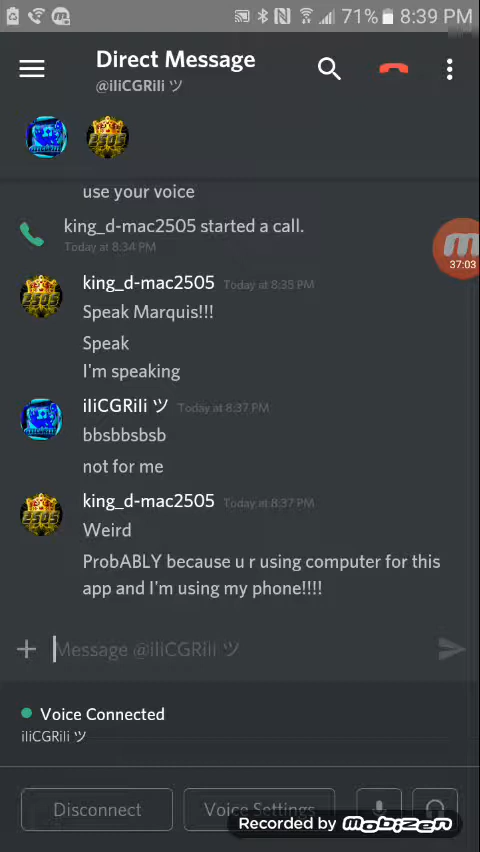 71% 8:39 PM
Direct Message
@iliCGRili ツ
2505
use your voice
king_d-mac2505 started a call.
Today at 8:34 PM
37:03
king_d-mac2505 Today at 8:35 PM
2505
Speak Marquis!!!
Speak
I'm speaking
iliCGRili ツ Today at 8:37 PM
bbsbbsbsb
not for me
king_d-mac2505 Today at 8:37 PM
2505
Weird
ProbABLY because u r using computer for this
app and I'm using my phone!!!!
Message @iliCGRili ツ
Voice Connected
iliCGRili ツ
Disconnect
Voice Settings
Recorded by mobizen